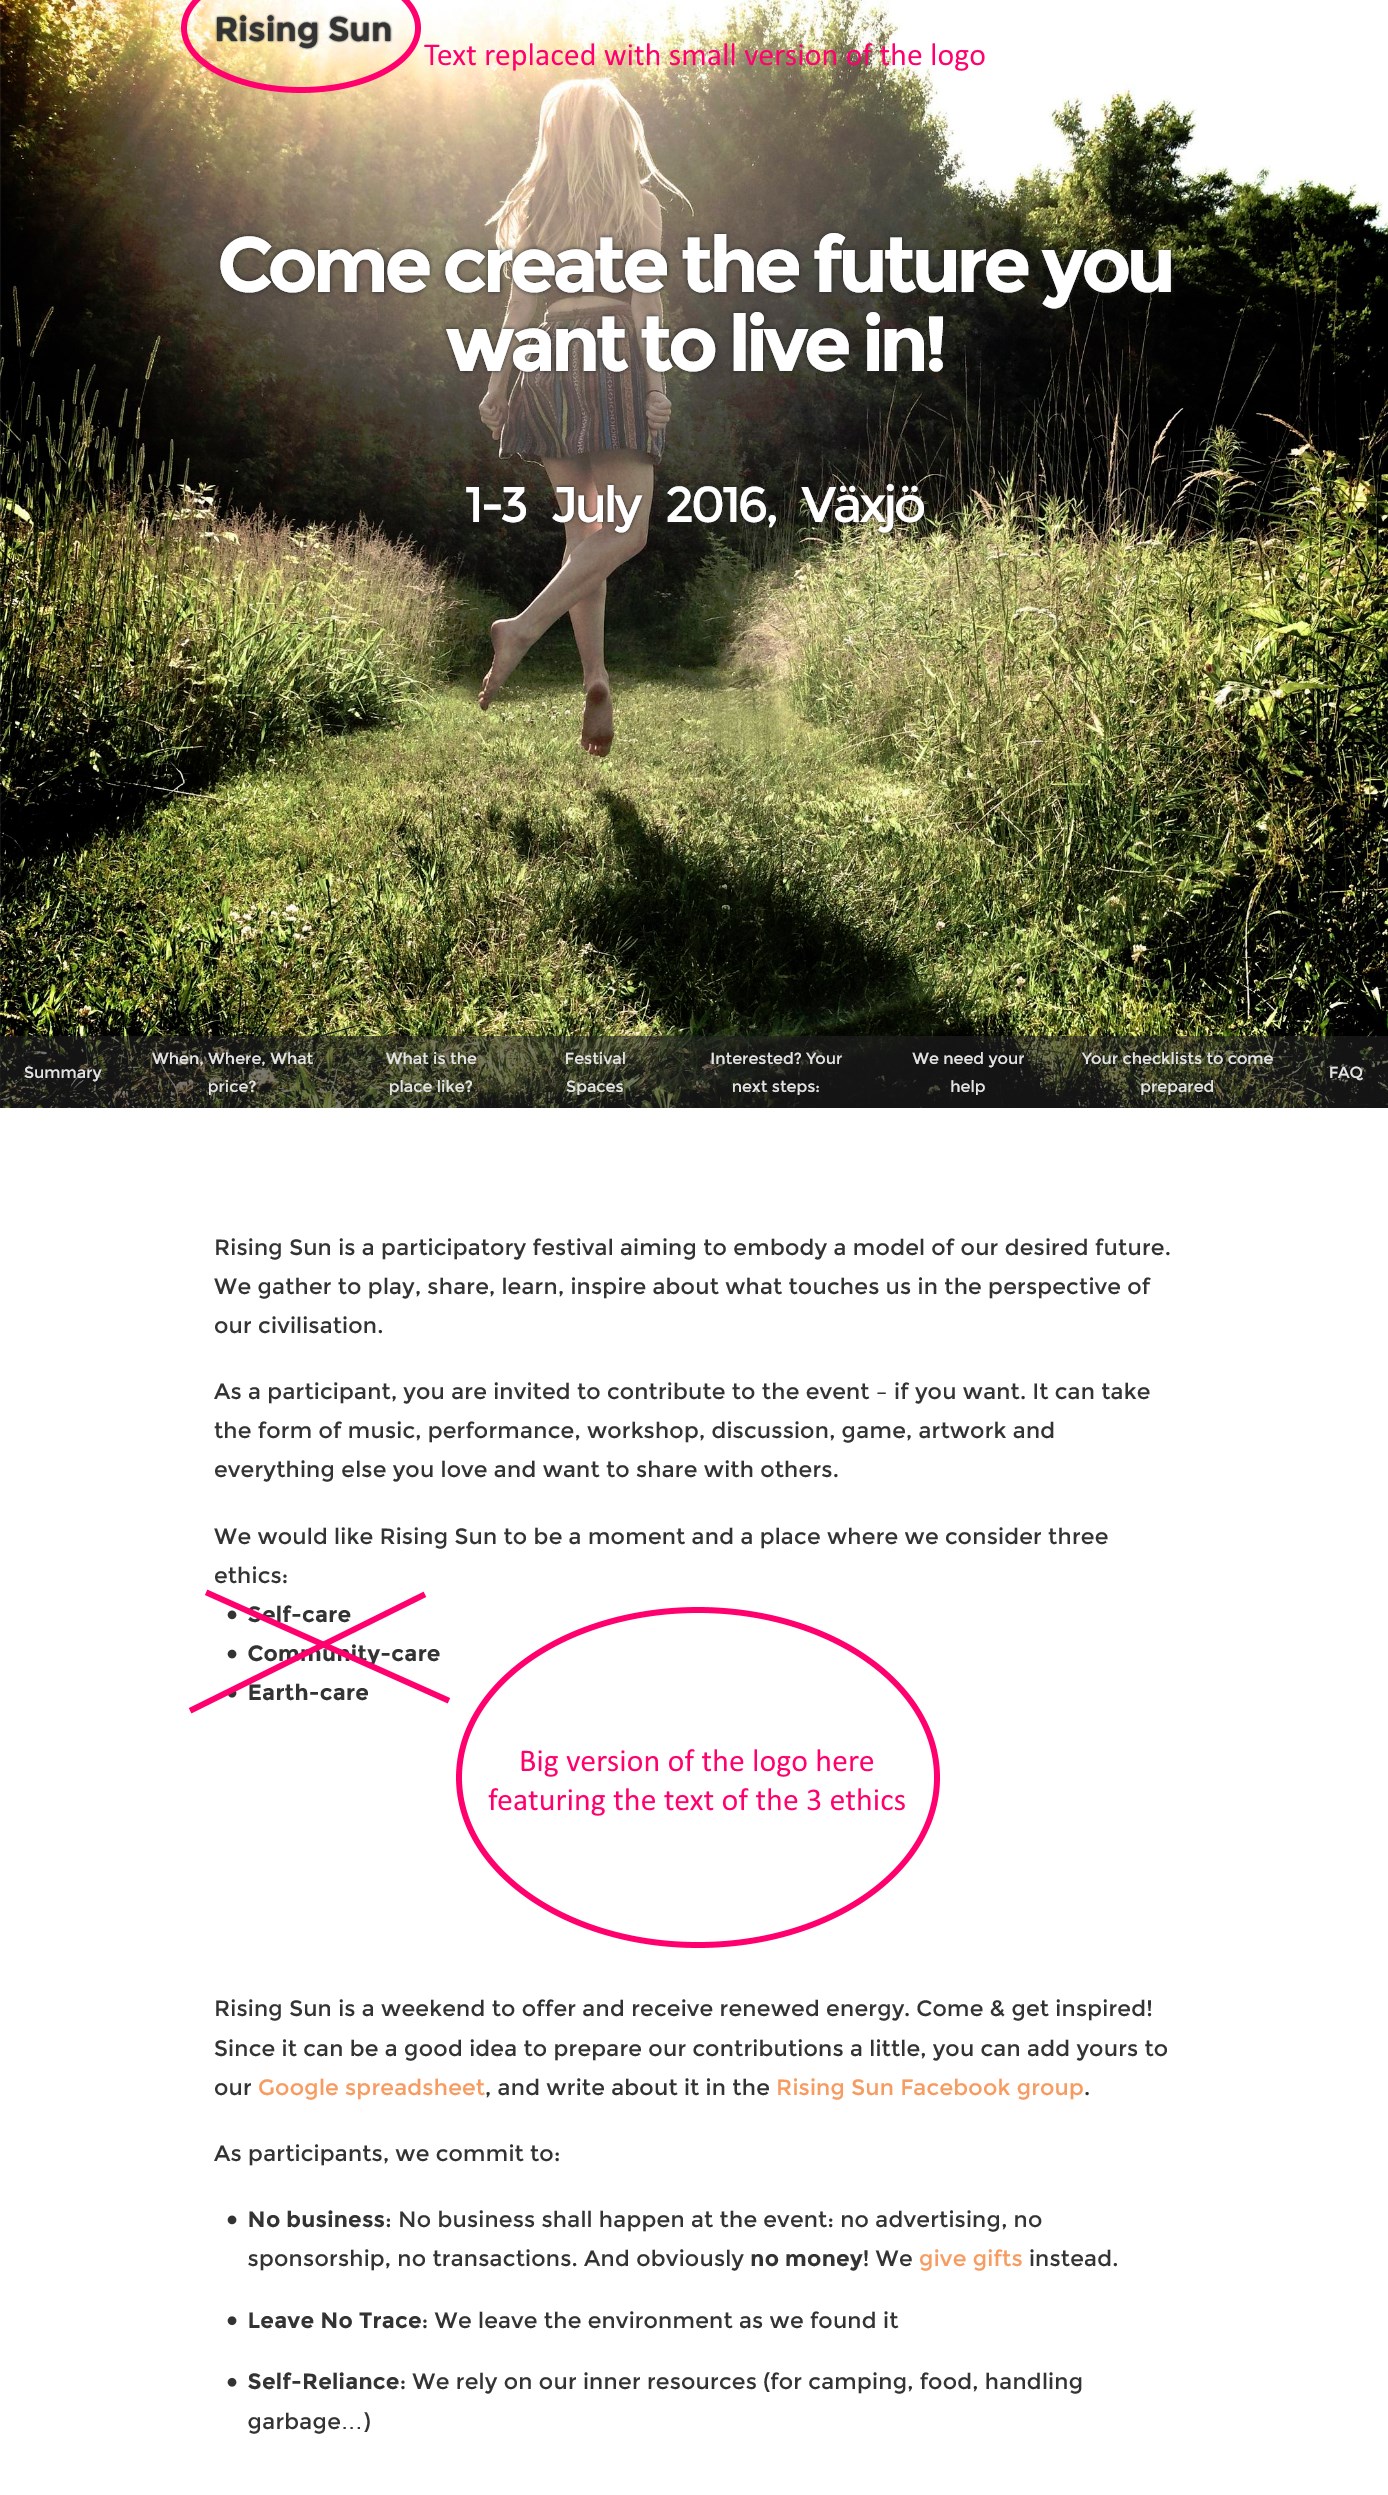 Rising Sun
Text replaced with small version of the logo
Come create the future you
want to live in!
1-3 July 2016, Växjö
Summary
When, Where, What
price?
What is the
place like?
Festival
Spaces
Interested? Your
next steps:
We need your
help
Your checklists to come
prepared
FAQ
Rising Sun is a participatory festival aiming to embody a model of our desired future.
We gather to play, share, learn, inspire about what touches us in the perspective of
our civilisation.
As a participant, you are invited to contribute to the event – if you want. It can take
the form of music, performance, workshop, discussion, game, artwork and
everything else you love and want to share with others.
We would like Rising Sun to be a moment and a place where we consider three
ethics:
• Self-care
• Community-care
• Earth-care
Big version of the logo here
featuring the text of the 3 ethics
Rising Sun is a weekend to offer and receive renewed energy. Come & get inspired!
Since it can be a good idea to prepare our contributions a little, you can add yours to
our Google spreadsheet, and write about it in the Rising Sun Facebook group.
As participants, we commit to:
• No business: No business shall happen at the event: no advertising, no
sponsorship, no transactions. And obviously no money! We give gifts instead.
• Leave No Trace: We leave the environment as we found it
• Self-Reliance: We rely on our inner resources (for camping, food, handling
garbage…)